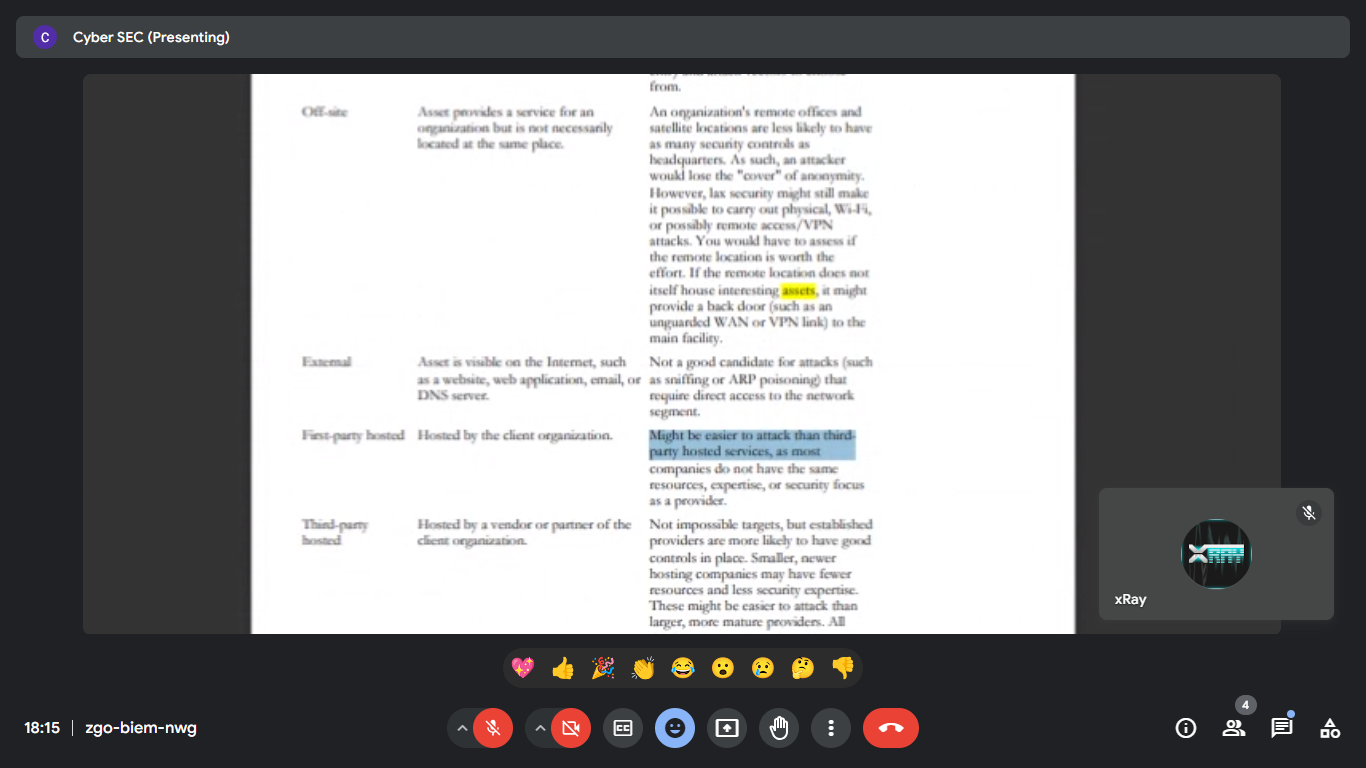 C
Cyber SEC (Presenting)
from.
Off-site
Asset provides a service for an
organization but is not necessarily
located at the same place.
An organization's remote offices and
satellite locations are less likely to have
as many security controls as
headquarters. As such, an attacker
would lose the "cover" of anonymity.
However, lax security might still make
it possible to carry out physical, Wi-Fi,
or possibly remote access/VPN
attacks. You would have to assess if
the remote location is worth the
effort. If the remote location does not
itself house interesting assets, it might
provide a back door (such as an
unguarded WAN or VPN link) to the
main facility.
External
Asset is visible on the Internet, such
as a website, web application, email, or
DNS server.
Not a good candidate for attacks (such
as sniffing or ARP poisoning) that
require direct access to the network
segment.
First-party hosted
Hosted by the client organization.
Might be easier to attack than third-
party hosted services, as most
companies do not have the same
resources, expertise, or security focus
as a provider.
Third-party
hosted
Hosted by a vendor or partner of the
client organization.
Not impossible targets, but established
providers are more likely to have good
controls in place. Smaller, newer
hosting companies may have fewer
resources and less security expertise.
These might be easier to attack than
larger, more mature providers. All
XRAY
xRay
18:15 | zgo-biem-nwg
CC
4